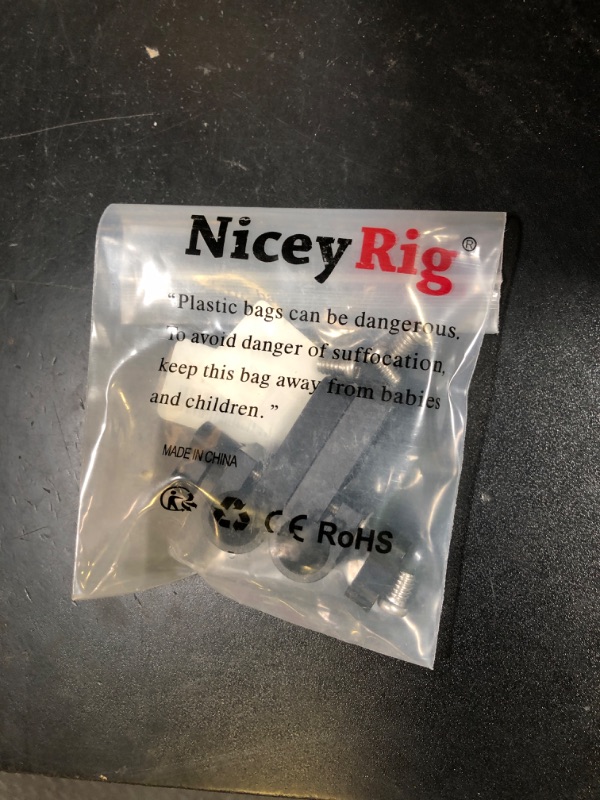 NiceyRig®
“Plastic bags can be dangerous.
To avoid danger of suffocation,
keep this bag away from babies
and children.”
MADE IN CHINA
CE RoHS